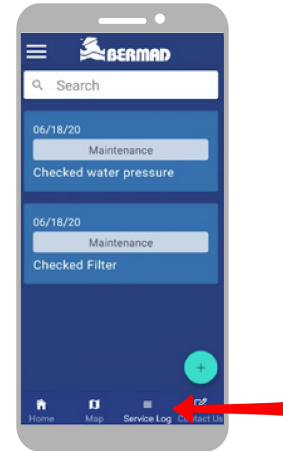 BERMAD
Search
06/18/20
Maintenance
Checked water pressure
06/18/20
Maintenance
Checked Filter
+
Home Map Service Log Contact Us